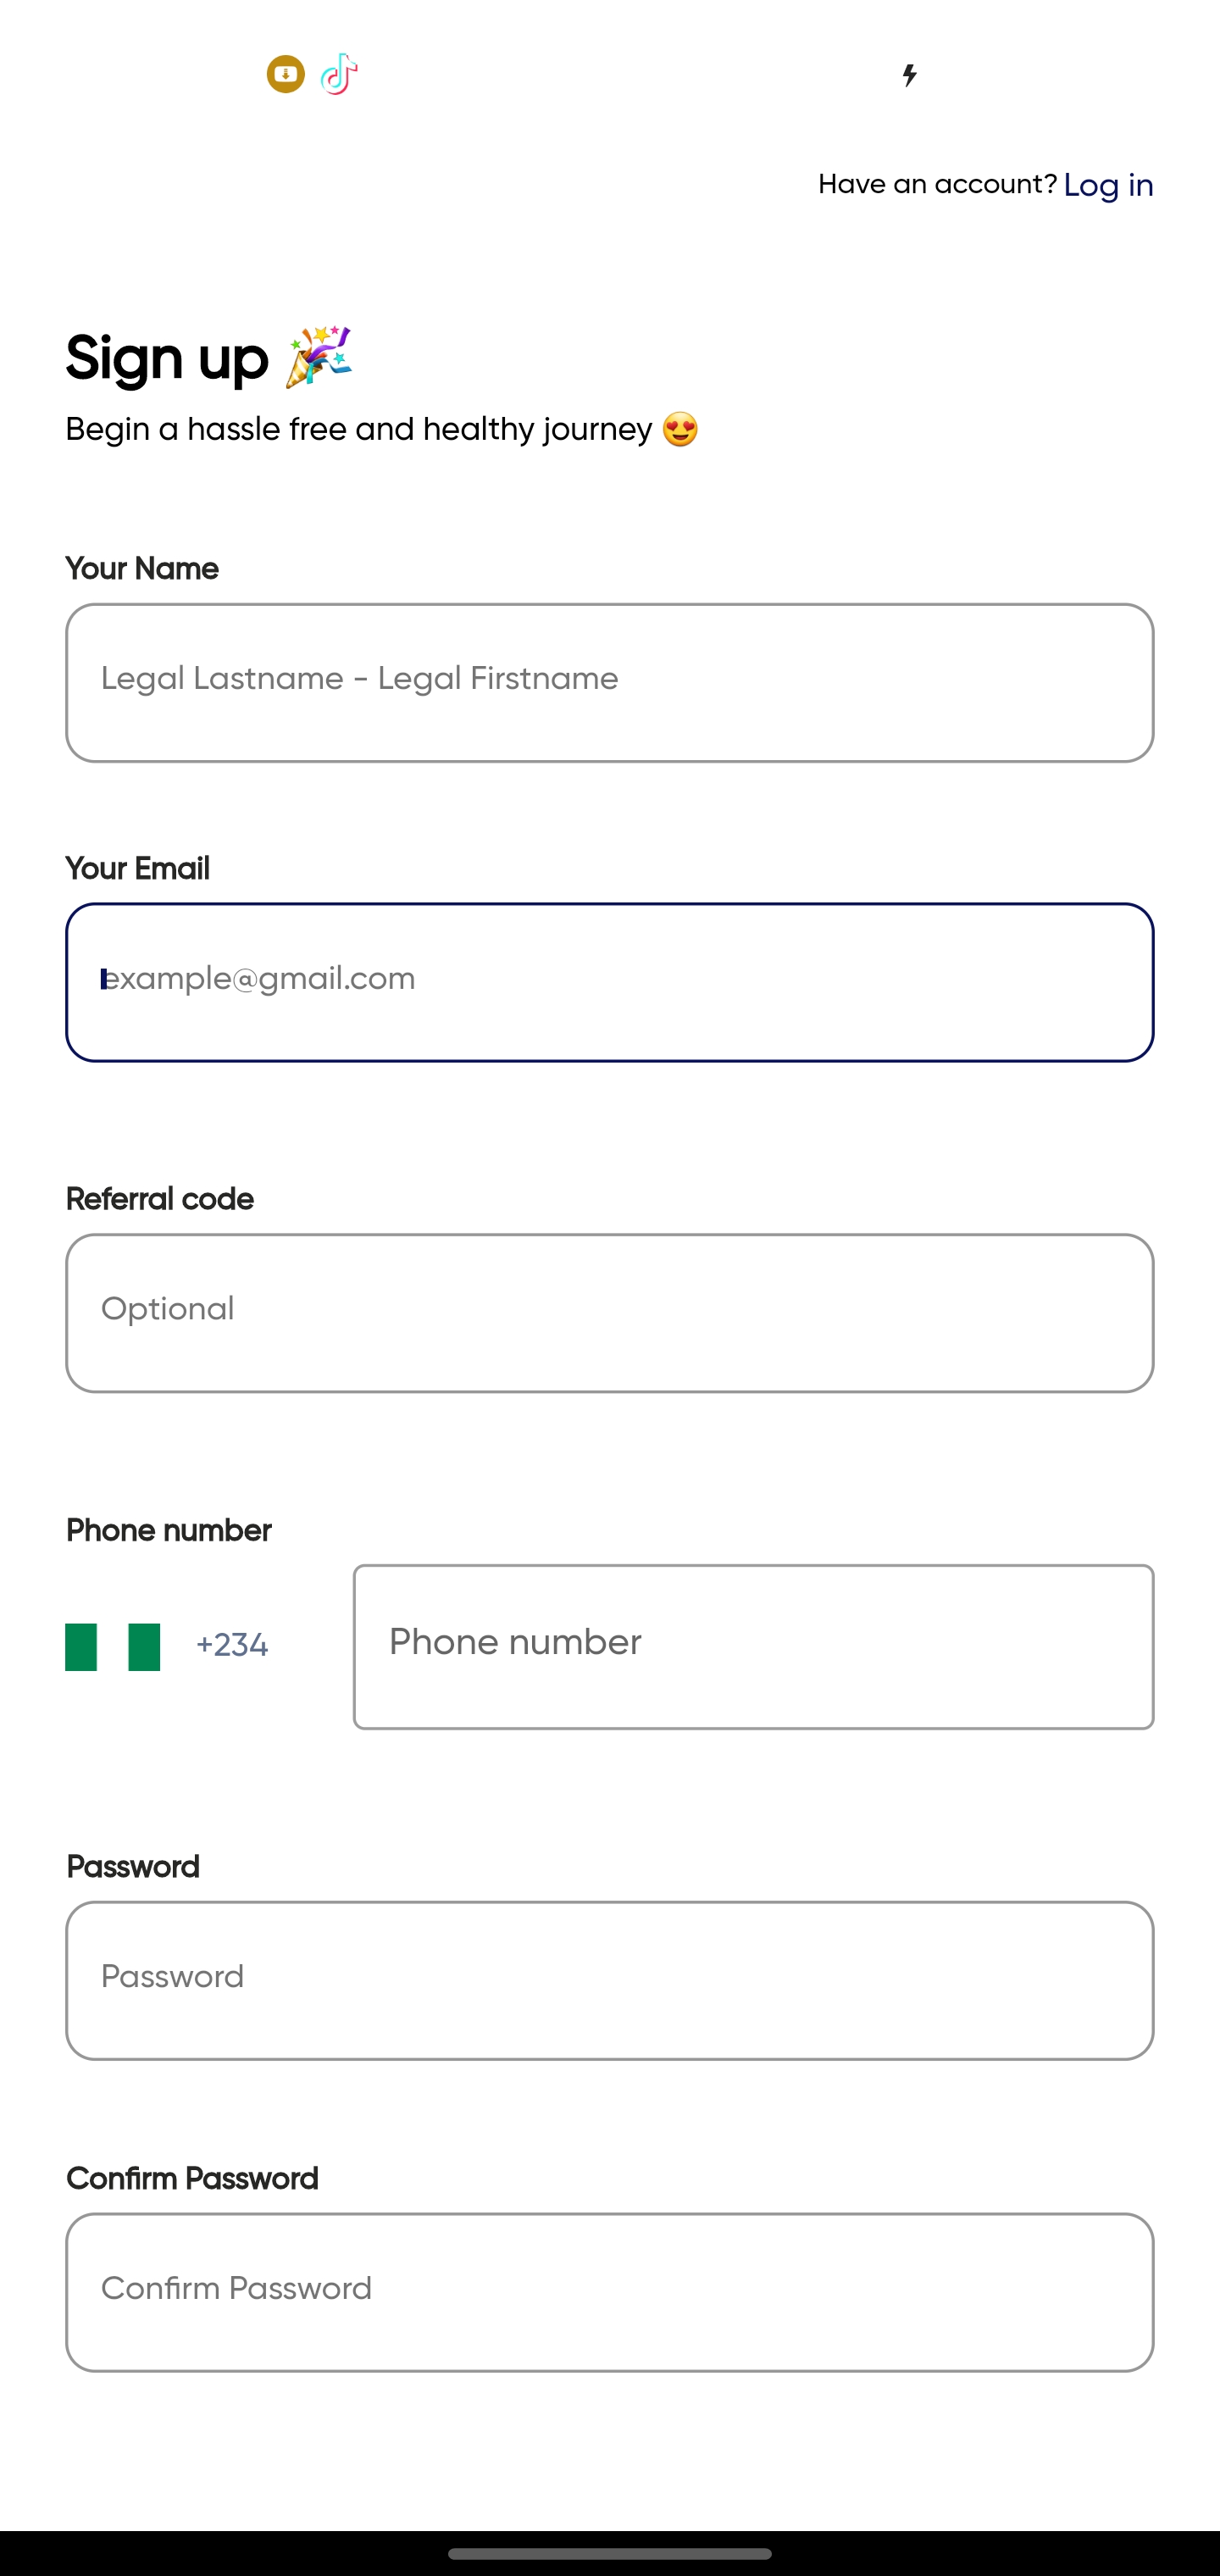 Have an account? Log in
Sign up 🎉
Begin a hassle free and healthy journey 😍
Your Name
Legal Lastname - Legal Firstname
Your Email
example@gmail.com
Referral code
Optional
Phone number
+234 Phone number
Password
Password
Confirm Password
Confirm Password